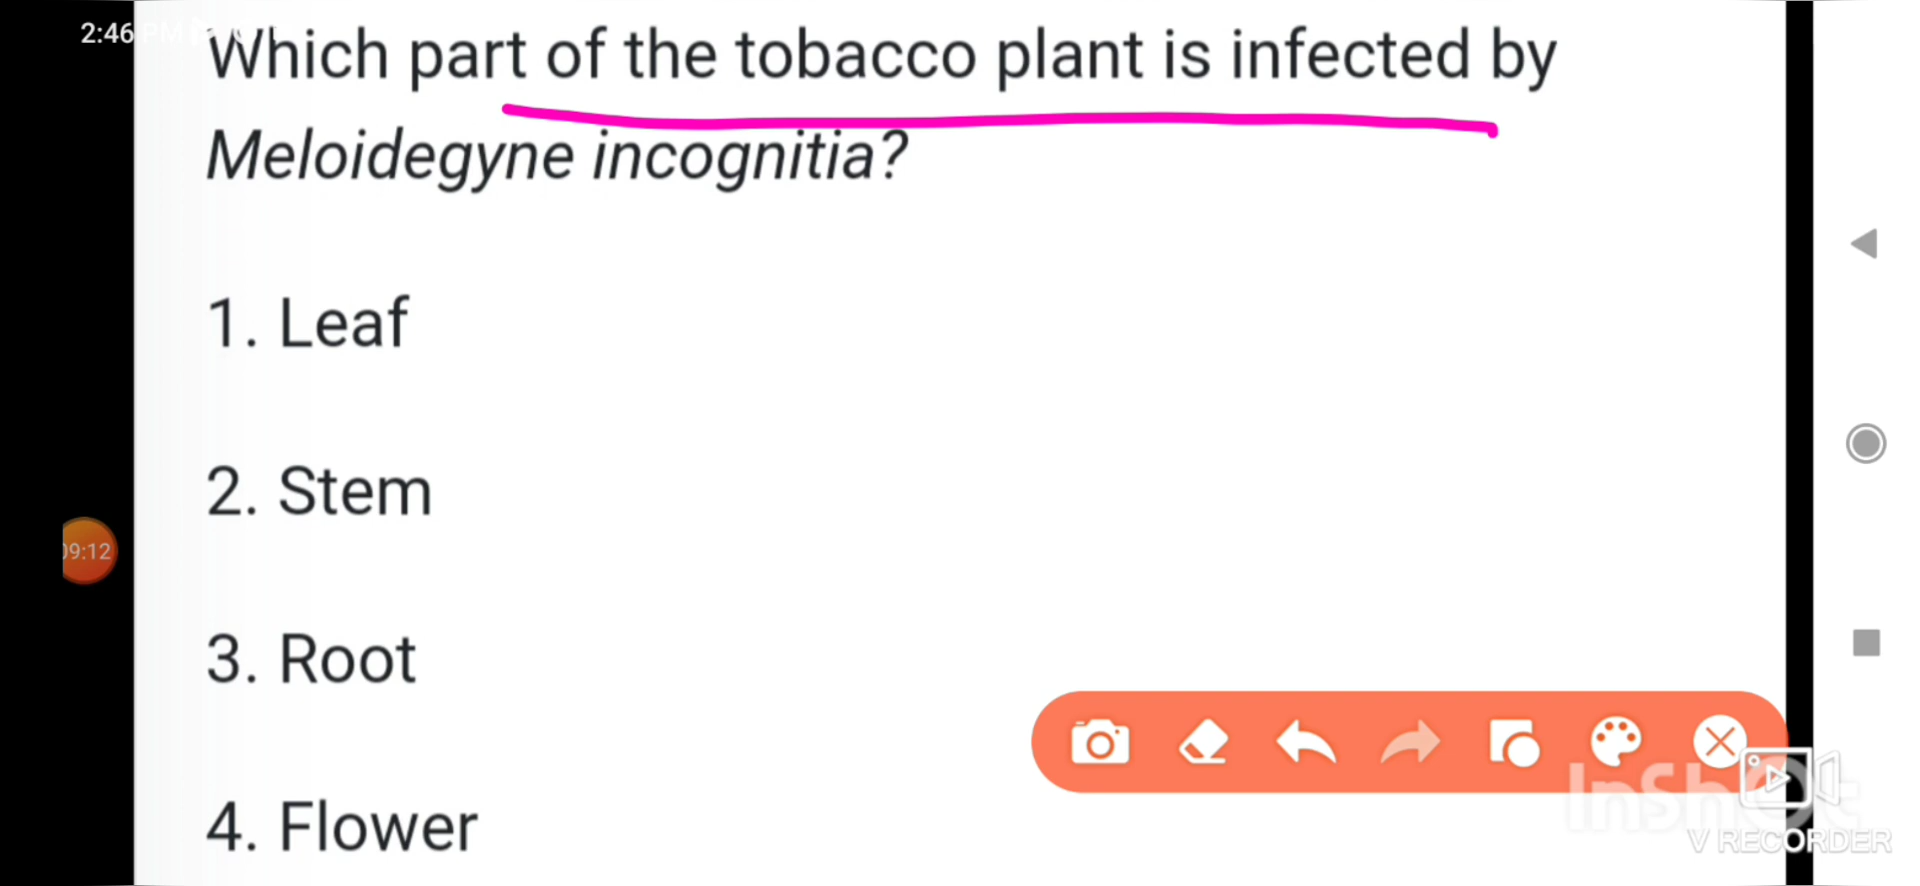 2:46 PM
Which part of the tobacco plant is infected by
Meloidegyne incognitia?
1. Leaf
2. Stem
09:12
3. Root
4. Flower
InShOt
V RECORDER